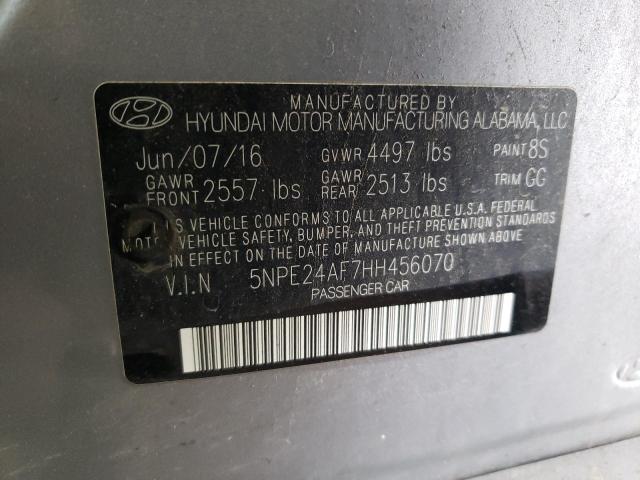 MANUFACTURED BY
HYUNDAI MOTOR MANUFACTURING ALABAMA, LLC
Jun/07/16 GVWR 4497 lbs PAINT 8S
GAWR FRONT 2557 lbs GAWR REAR 2513 lbs TRIM GG
THIS VEHICLE CONFORMS TO ALL APPLICABLE U.S. FEDERAL
MOTOR VEHICLE SAFETY, BUMPER, AND THEFT PREVENTION STANDARDS
IN EFFECT ON THE DATE OF MANUFACTURE SHOWN ABOVE.
V.I.N 5NPE24AF7HH456070
PASSENGER CAR